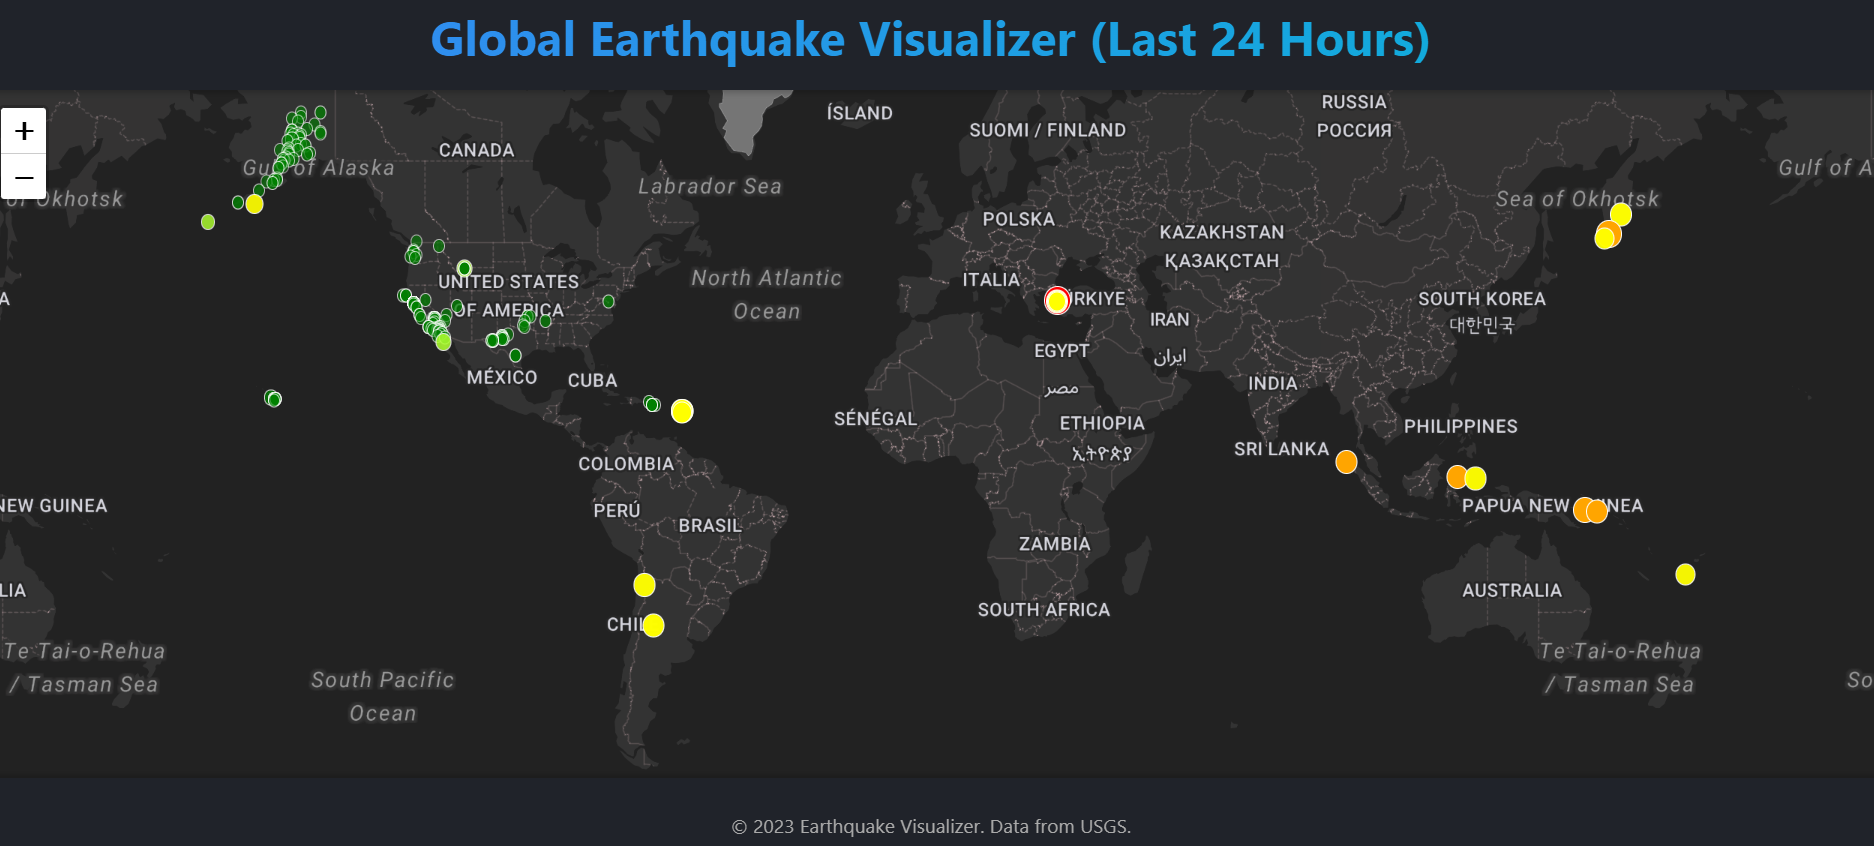 Global Earthquake Visualizer (Last 24 Hours)
+
−
ÍSLAND
RUSSIA
РОССИЯ
SUOMI / FINLAND
CANADA
Gulf of Alaska
Gulf of A
Labrador Sea
of Okhotsk
Sea of Okhotsk
POLSKA
KAZAKHSTAN
ҚАЗАҚСТАН
North Atlantic
Ocean
ITALIA
UNITED STATES
OF AMERICA
A
RKIYE
SOUTH KOREA
대한민국
IRAN
ایران
EGYPT
مصر
MÉXICO
CUBA
INDIA
SÉNÉGAL
ETHIOPIA
ኢትዮጵያ
PHILIPPINES
SRI LANKA
COLOMBIA
NEW GUINEA
PERÚ
BRASIL
PAPUA NEW
NEA
ZAMBIA
LIA
AUSTRALIA
SOUTH AFRICA
CHIL
Te Tai-o-Rehua
/ Tasman Sea
South Pacific
Ocean
Te Tai-o-Rehua
/ Tasman Sea
So
© 2023 Earthquake Visualizer. Data from USGS.